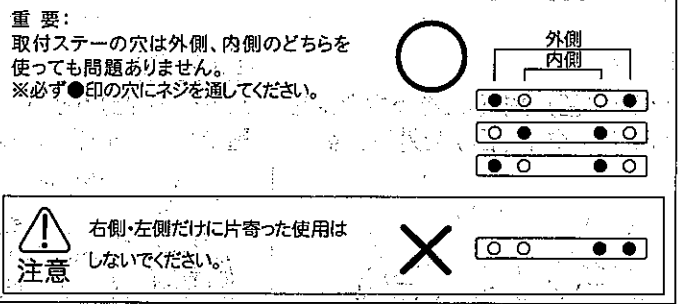 重 要:
取付ステーの穴は外側、内側のどちらを
使っても問題ありません。
※必ず●印の穴にネジを通してください。
外側
内側
注意
右側・左側だけに片寄った使用は
しないでください。